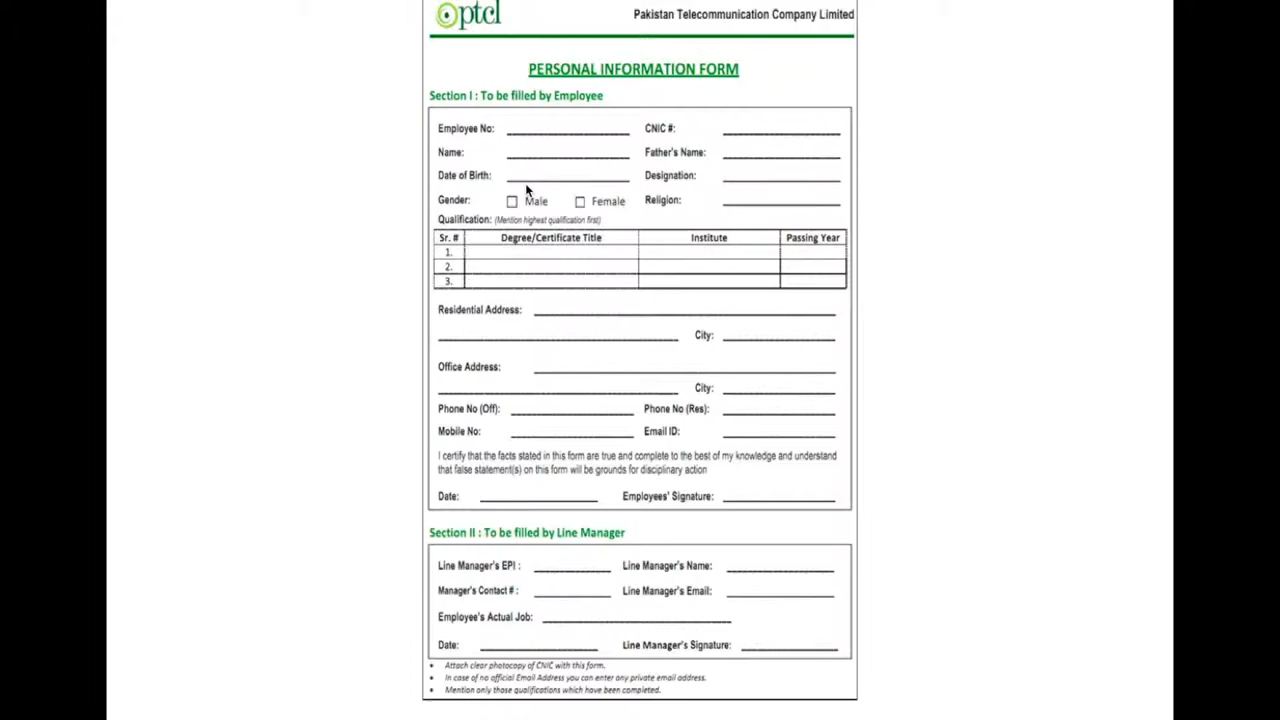 ptcl Pakistan Telecommunication Company Limited
PERSONAL INFORMATION FORM
Section I : To be filled by Employee
Employee No: CNIC #:
Name: Father's Name:
Date of Birth: Designation:
Gender: Male Female Religion:
Qualification: (Mention highest qualification first)
Sr. # Degree/Certificate Title Institute Passing Year
1.
2.
3.
Residential Address:
City:
Office Address:
City:
Phone No (Off): Phone No (Res):
Mobile No: Email ID:
I certify that the facts stated in this form are true and complete to the best of my knowledge and understand
that false statement(s) on this form will be grounds for disciplinary action
Date: Employees' Signature:
Section II : To be filled by Line Manager
Line Manager's EPI : Line Manager's Name:
Manager's Contact # : Line Manager's Email:
Employee's Actual Job:
Date: Line Manager's Signature:
• Attach clear photocopy of CNIC with this form.
• In case of no official Email Address you can enter any private email address.
• Mention only those qualifications which have been completed.